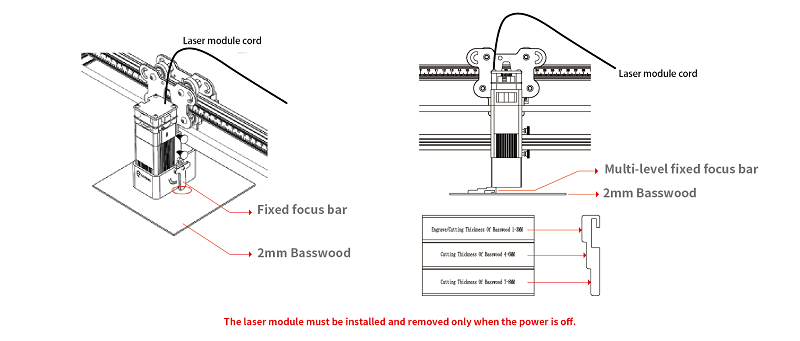 Laser module cord
Fixed focus bar
2mm Basswood
Laser module cord
Multi-level fixed focus bar
2mm Basswood
Engrave/Cutting Thickness Of Basswood 1-3MM
Cutting Thickness Of Basswood 4-6MM
Cutting Thickness Of Basswood 7-8MM
The laser module must be installed and removed only when the power is off.